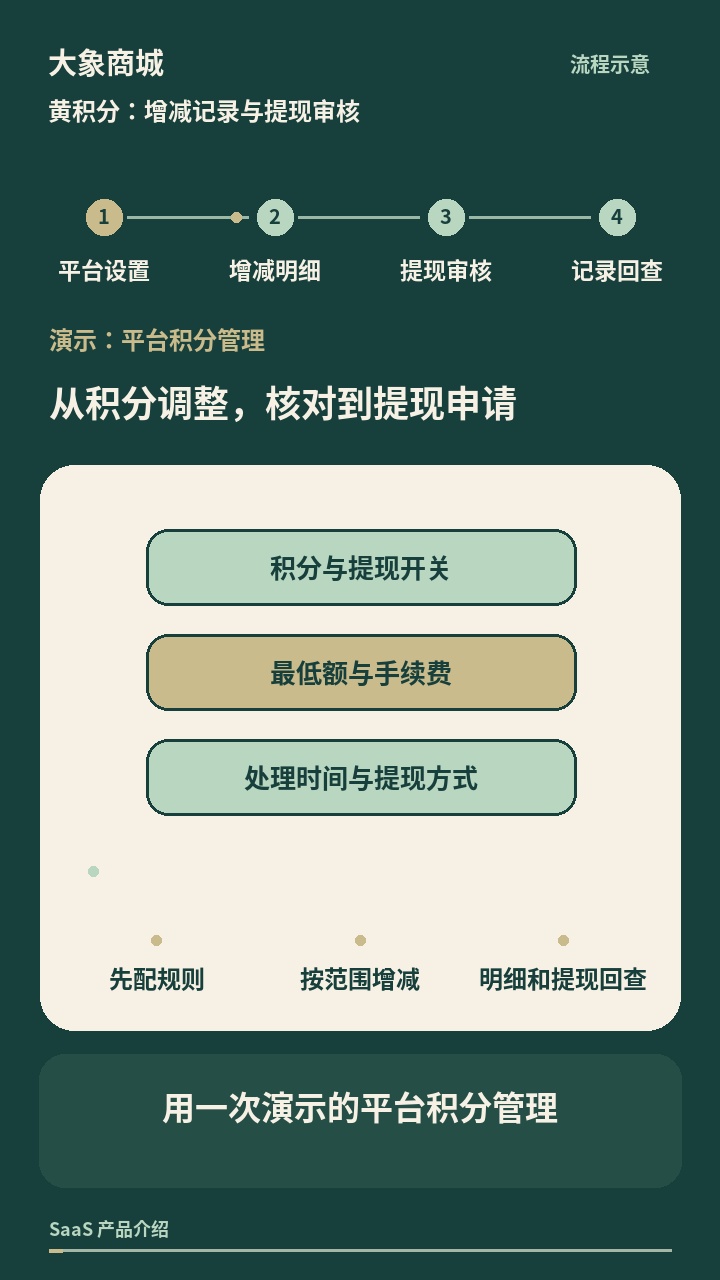 大象商城
流程示意
黄积分：增减记录与提现审核
1 2 3 4
平台设置 增减明细 提现审核 记录回查
演示：平台积分管理
从积分调整，核对到提现申请
积分与提现开关
最低额与手续费
处理时间与提现方式
先配规则 按范围增减 明细和提现回查
用一次演示的平台积分管理
SaaS 产品介绍